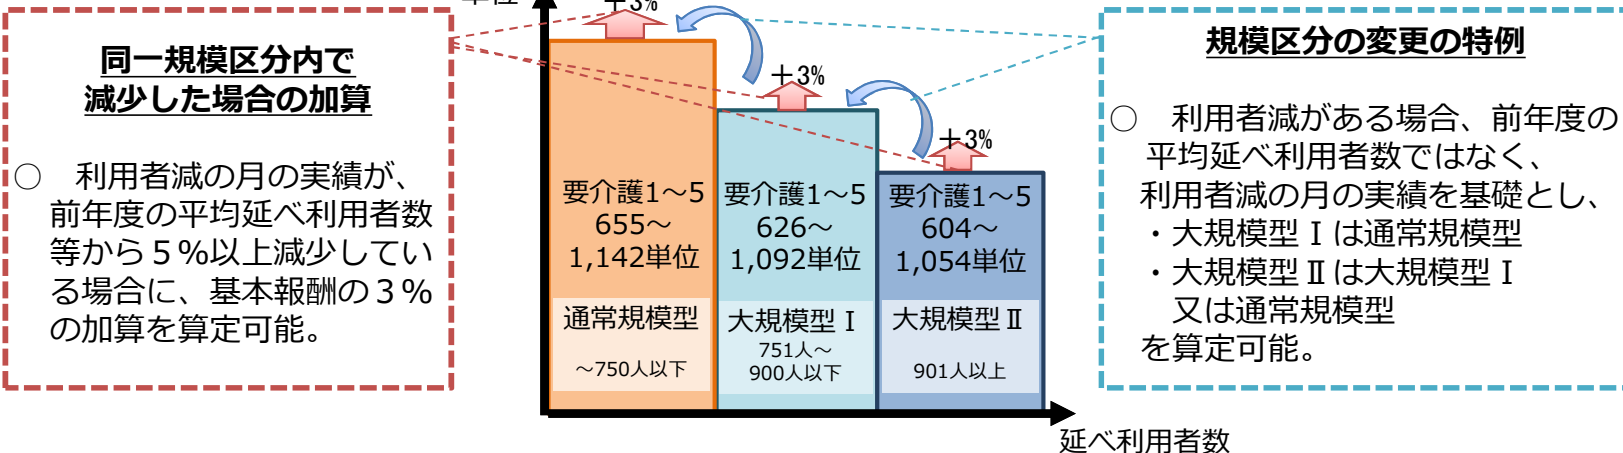 同一規模区分内で
減少した場合の加算
○　利用者減の月の実績が、
前年度の平均延べ利用者数
等から５%以上減少してい
る場合に、基本報酬の３%
の加算を算定可能。
単位
＋3%
＋3%
＋3%
要介護1～5
655～
1,142単位
通常規模型
～750人以下
要介護1～5
626～
1,092単位
大規模型Ⅰ
751人～
900人以下
要介護1～5
604～
1,054単位
大規模型Ⅱ
901人以上
延べ利用者数
規模区分の変更の特例
○　利用者減がある場合、前年度の
平均延べ利用者数ではなく、
利用者減の月の実績を基礎とし、
・大規模型Ⅰは通常規模型
・大規模型Ⅱは大規模型Ⅰ
又は通常規模型
を算定可能。